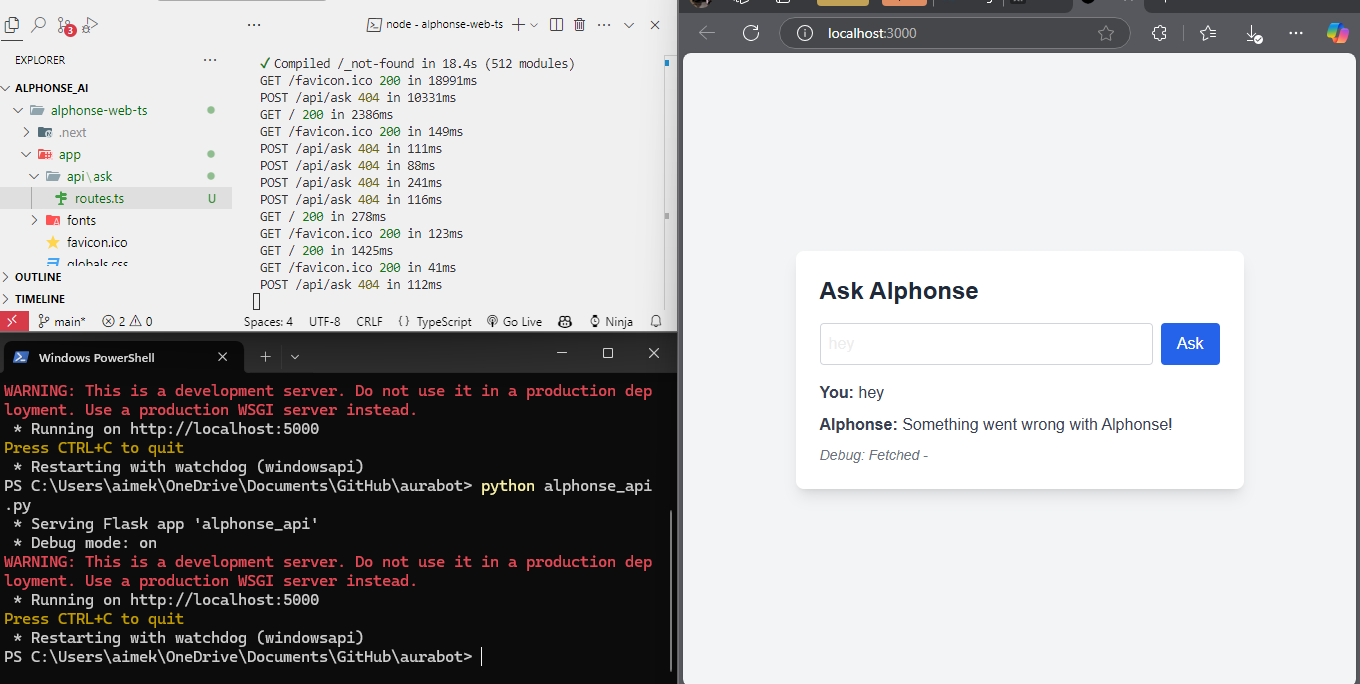 3
EXPLORER
ALPHONSE_AI
alphonse-web-ts
.next
app
api\ask
routes.ts U
fonts
favicon.ico
globals.css
OUTLINE
TIMELINE
node - alphonse-web-ts
✓ Compiled /_not-found in 18.4s (512 modules)
GET /favicon.ico 200 in 18991ms
POST /api/ask 404 in 10331ms
GET / 200 in 2386ms
GET /favicon.ico 200 in 149ms
POST /api/ask 404 in 111ms
POST /api/ask 404 in 88ms
POST /api/ask 404 in 241ms
POST /api/ask 404 in 116ms
GET / 200 in 278ms
GET /favicon.ico 200 in 123ms
GET / 200 in 1425ms
GET /favicon.ico 200 in 41ms
POST /api/ask 404 in 112ms
main* 2 0 Spaces: 4 UTF-8 CRLF {} TypeScript Go Live Ninja
Windows PowerShell
WARNING: This is a development server. Do not use it in a production dep
loyment. Use a production WSGI server instead.
* Running on http://localhost:5000
Press CTRL+C to quit
* Restarting with watchdog (windowsapi)
PS C:\Users\aimek\OneDrive\Documents\GitHub\aurabot> python alphonse_api
.py
* Serving Flask app 'alphonse_api'
* Debug mode: on
WARNING: This is a development server. Do not use it in a production dep
loyment. Use a production WSGI server instead.
* Running on http://localhost:5000
Press CTRL+C to quit
* Restarting with watchdog (windowsapi)
PS C:\Users\aimek\OneDrive\Documents\GitHub\aurabot>
localhost:3000
Ask Alphonse
hey
Ask
You: hey
Alphonse: Something went wrong with Alphonse!
Debug: Fetched -